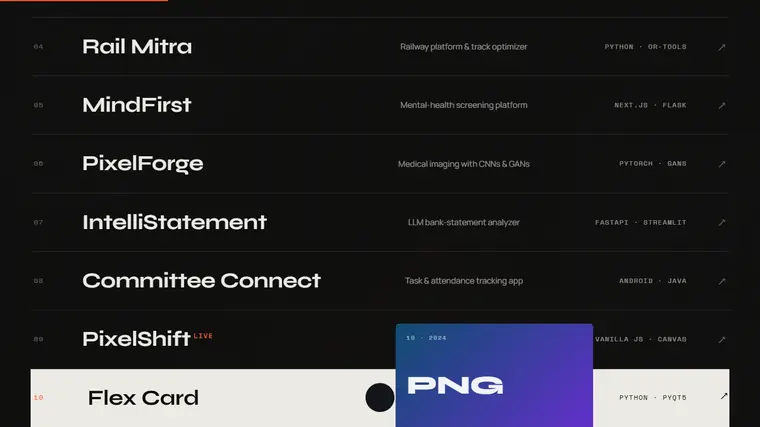 04 Rail Mitra Railway platform & track optimizer PYTHON · OR-TOOLS ↗
05 MindFirst Mental-health screening platform NEXT.JS · FLASK ↗
06 PixelForge Medical imaging with CNNs & GANs PYTORCH · GANS ↗
07 IntelliStatement LLM bank-statement analyzer FASTAPI · STREAMLIT ↗
08 Committee Connect Task & attendance tracking app ANDROID · JAVA ↗
09 PixelShift LIVE VANILLA JS · CANVAS ↗
10 · 2024
PNG
10 Flex Card PYTHON · PYQT5 ↗